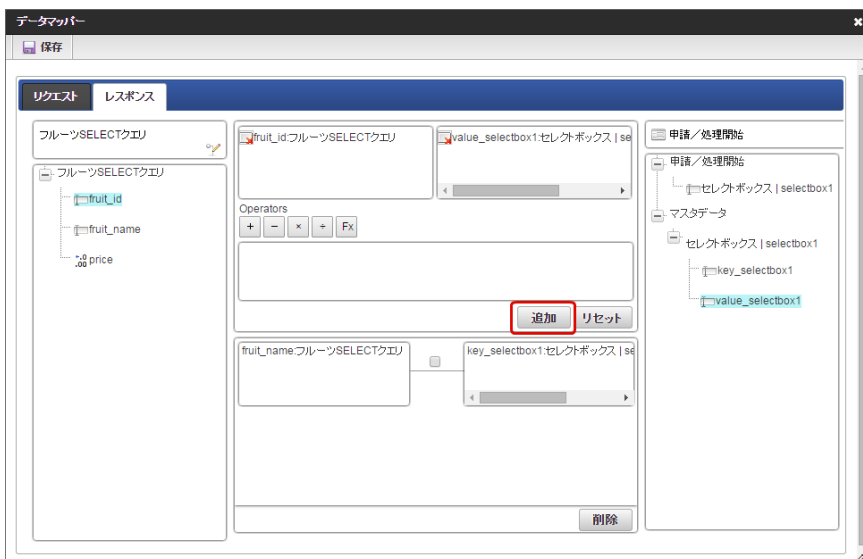 データマッパー
保存
リクエスト レスポンス
フルーツSELECTクエリ
フルーツSELECTクエリ
fruit_id
fruit_name
price
fruit_id:フルーツSELECTクエリ
value_selectbox1:セレクトボックス | se
Operators
+ − × ÷ Fx
追加 リセット
fruit_name:フルーツSELECTクエリ
key_selectbox1:セレクトボックス | se
削除
申請／処理開始
申請／処理開始
セレクトボックス | selectbox1
マスタデータ
セレクトボックス | selectbox1
key_selectbox1
value_selectbox1